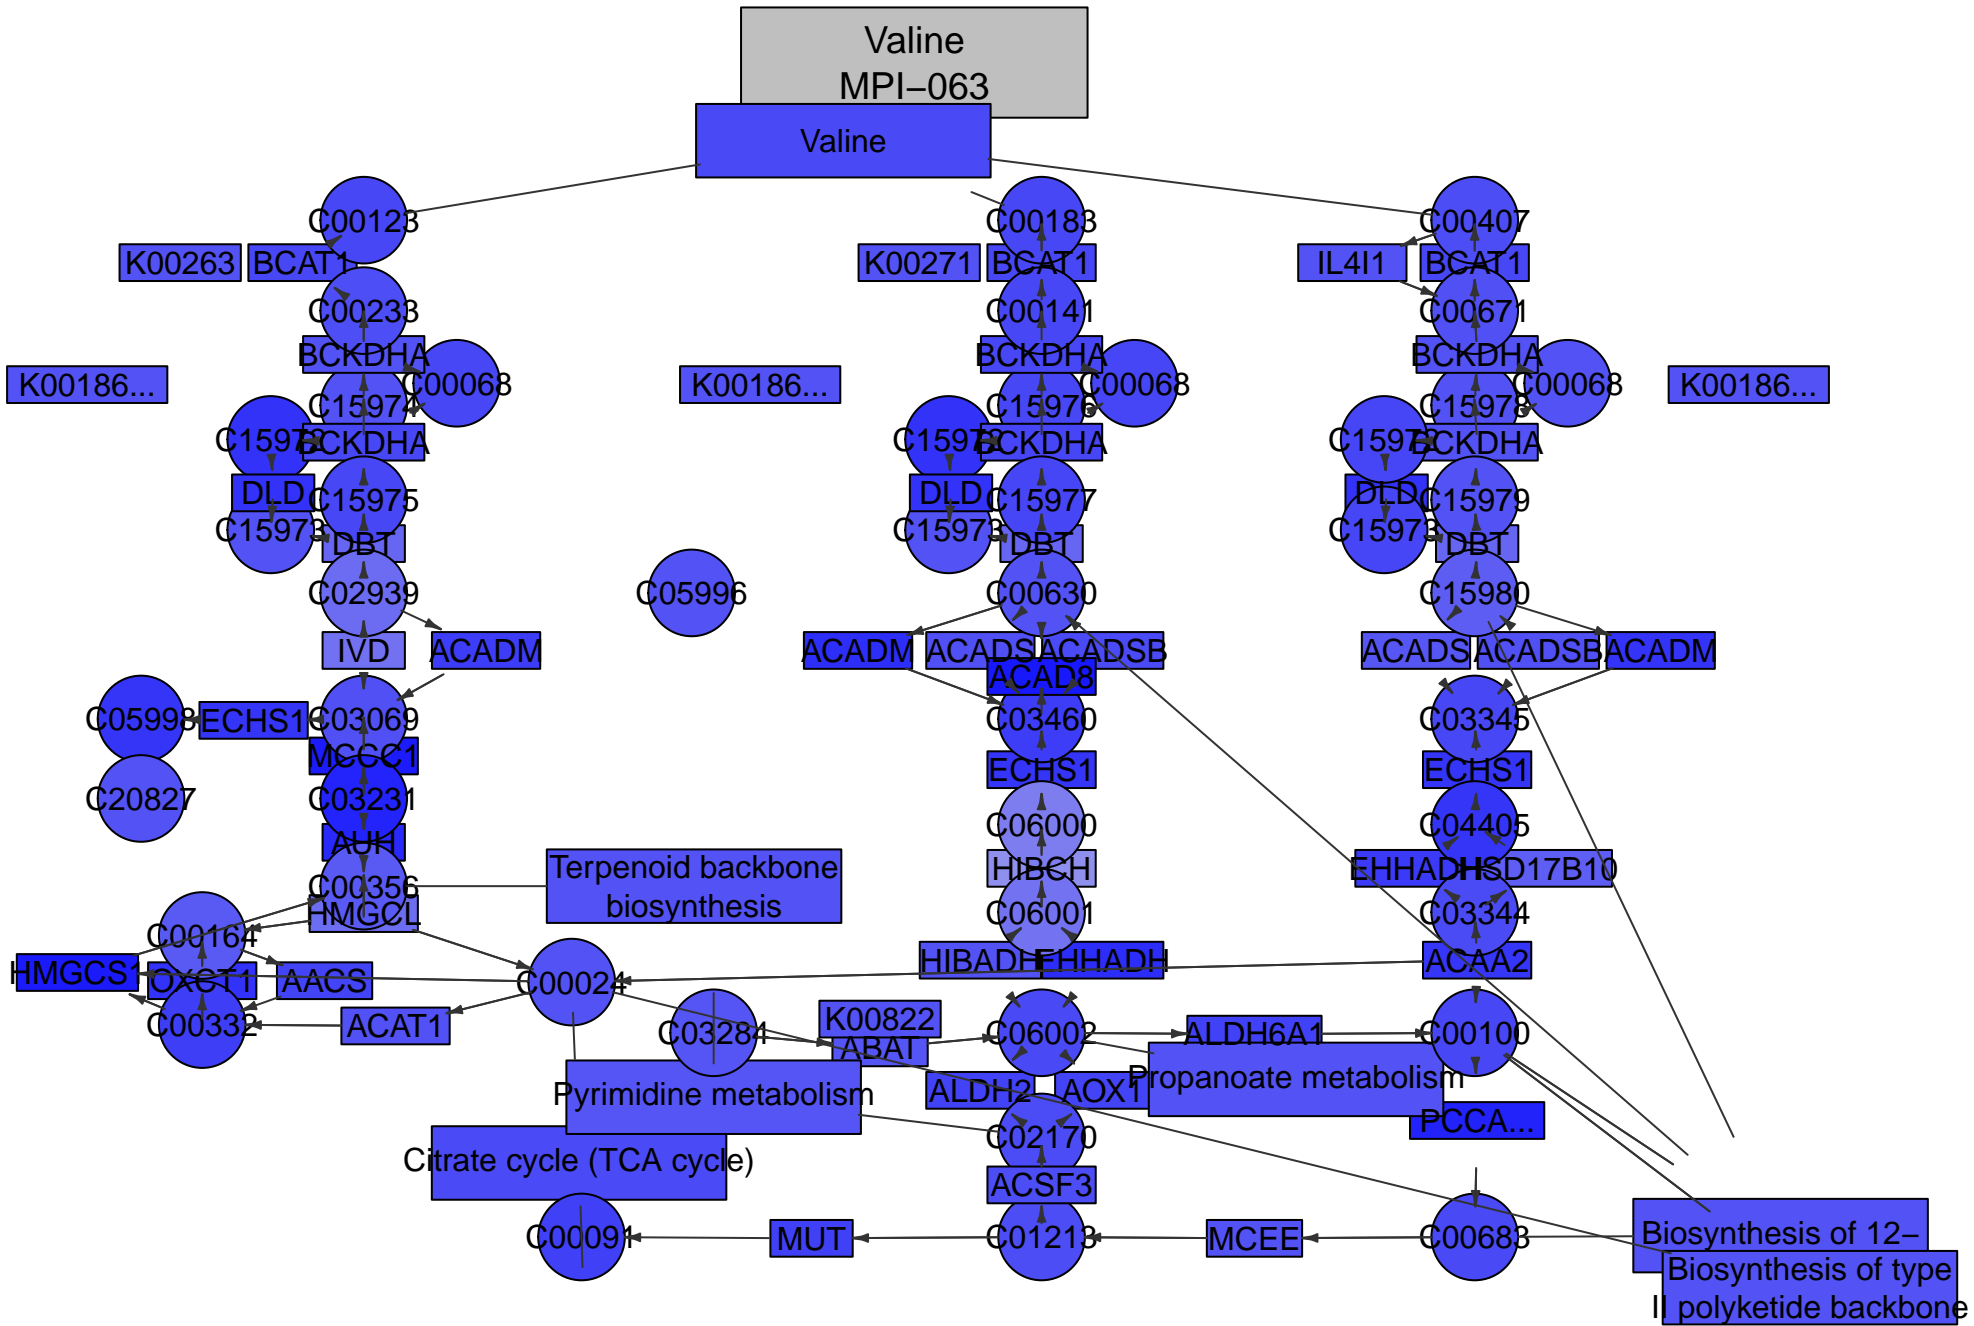 Valine
MPI−063
Valine
C00123
C00183
C00407
K00263
BCAT1
K00271
BCAT1
IL4I1
BCAT1
C00233
C00141
C00671
BCKDHA
BCKDHA
BCKDHA
K00186...
C00068
K00186...
C00068
C00068
K00186...
C15974
C15976
C15978
C15972
BCKDHA
C15972
BCKDHA
C15972
BCKDHA
DLD
C15975
DLD
C15977
DLD
C15979
C15973
C15973
C15973
DBT
DBT
DBT
C02939
C05996
C00630
C15980
IVD
ACADM
ACADM
ACADS
ACADSB
ACADS
ACADSB
ACADM
ACAD8
C05998
ECHS1
C03069
C03460
C03345
MCCC1
ECHS1
ECHS1
C20827
C03231
C06000
C04405
AUH
HIBCH
EHHADH
HSD17B10
Terpenoid backbone
biosynthesis
C00356
HMGCL
C06001
C03344
C00164
HIBADH
EHHADH
ACAA2
HMGCS1
OXCT1
AACS
C00024
C00332
ACAT1
C03284
K00822
ABAT
C06002
ALDH6A1
C00100
Pyrimidine metabolism
ALDH2
AOX1
Propanoate metabolism
PCCA...
C02170
Citrate cycle (TCA cycle)
ACSF3
C00091
MUT
C01213
MCEE
C00683
Biosynthesis of 12−
Biosynthesis of type
II polyketide backbone